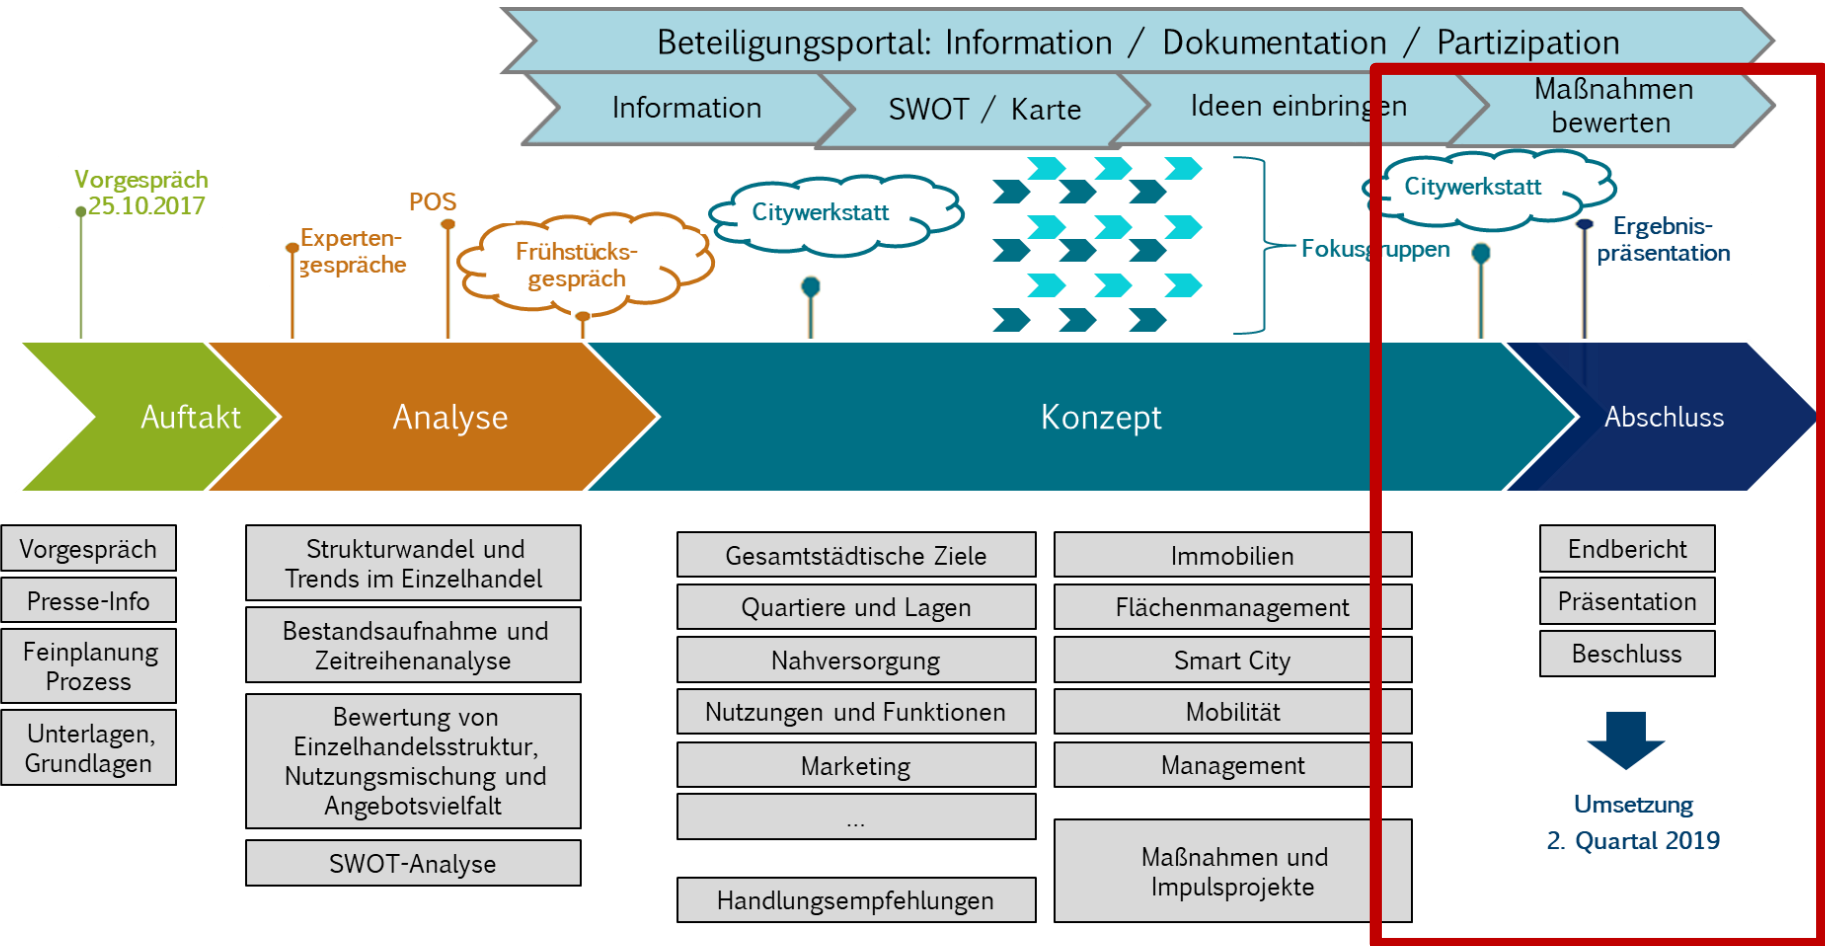 Beteiligungsportal: Information / Dokumentation / Partizipation
Information
SWOT / Karte
Ideen einbringen
Maßnahmen
bewerten
Vorgespräch
25.10.2017
Experten-
gespräche
POS
Frühstücks-
gespräch
Citywerkstatt
Fokusgruppen
Citywerkstatt
Ergebnis-
präsentation
Auftakt
Analyse
Konzept
Abschluss
Vorgespräch
Presse-Info
Feinplanung
Prozess
Unterlagen,
Grundlagen
Strukturwandel und
Trends im Einzelhandel
Bestandsaufnahme und
Zeitreihenanalyse
Bewertung von
Einzelhandelsstruktur,
Nutzungsmischung und
Angebotsvielfalt
SWOT-Analyse
Gesamtstädtische Ziele
Quartiere und Lagen
Nahversorgung
Nutzungen und Funktionen
Marketing
...
Handlungsempfehlungen
Immobilien
Flächenmanagement
Smart City
Mobilität
Management
Maßnahmen und
Impulsprojekte
Endbericht
Präsentation
Beschluss
Umsetzung
2. Quartal 2019